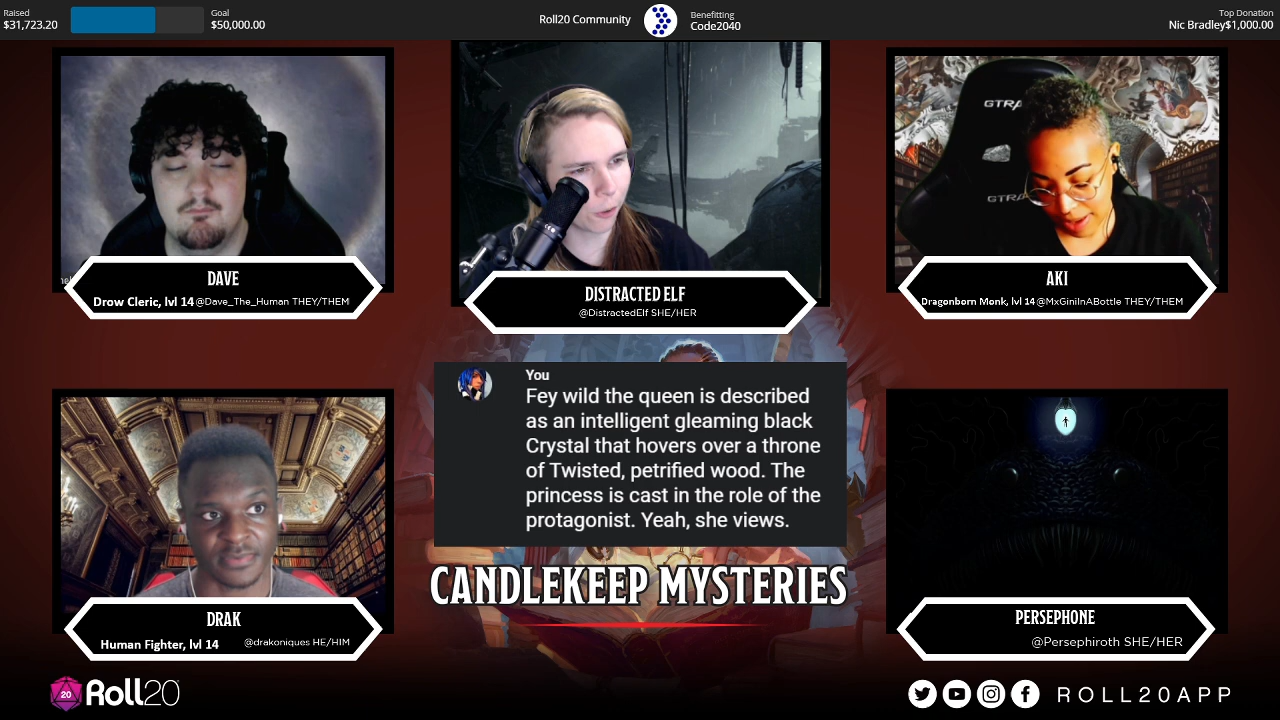 Raised
$31,723.20
Goal
$50,000.00
Roll20 Community
Benefitting
Code2040
Top Donation
Nic Bradley$1,000.00
GTRA
GTRA
DAVE
Drow Cleric, lvl 14 @Dave_The_Human THEY/THEM
DISTRACTED ELF
@DistractedElf SHE/HER
AKI
Dragonborn Monk, lvl 14 @MxGiniInABottle THEY/THEM
You
Fey wild the queen is described
as an intelligent gleaming black
Crystal that hovers over a throne
of Twisted, petrified wood. The
princess is cast in the role of the
protagonist. Yeah, she views.
CANDLEKEEP MYSTERIES
DRAK
Human Fighter, lvl 14 @drakoniques HE/HIM
PERSEPHONE
@Persephiroth SHE/HER
20 Roll20
ROLL20APP